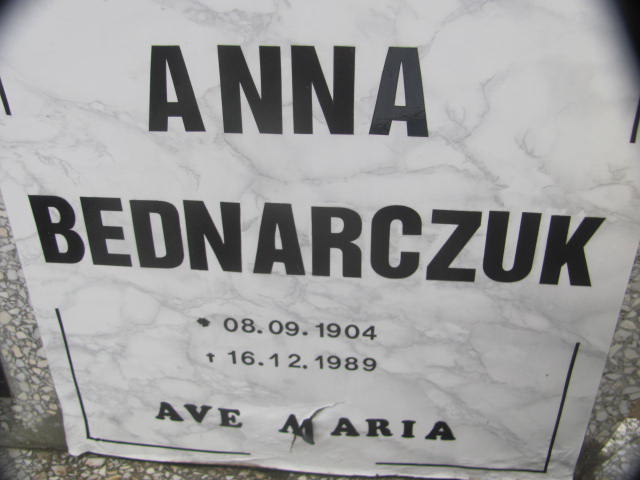 ANNA
BEDNARCZUK
* 08.09.1904
† 16.12.1989
AVE MARIA